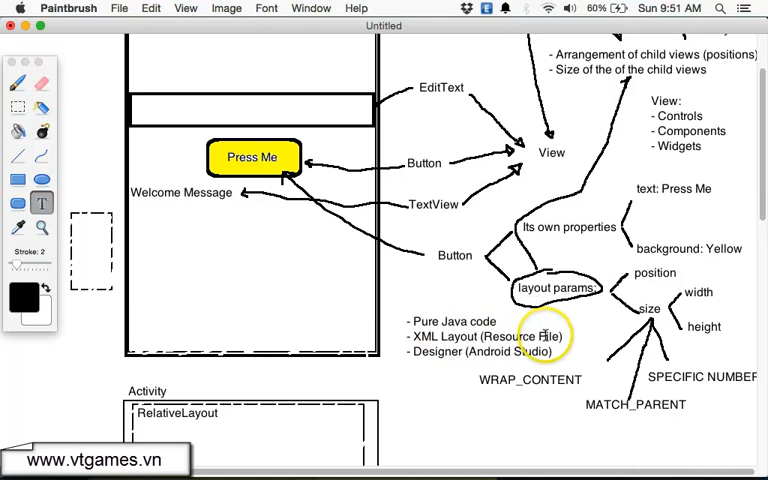 Paintbrush File Edit View Image Font Window Help 60% Sun 9:51 AM
Untitled
- Arrangement of child views (positions)
- Size of the of the child views
EditText
View:
- Controls
- Components
- Widgets
Press Me
Button
View
Welcome Message
TextView
text: Press Me
Its own properties
background: Yellow
Button
layout params:
position
size
width
height
- Pure Java code
- XML Layout (Resource File)
- Designer (Android Studio)
WRAP_CONTENT
SPECIFIC NUMBER
MATCH_PARENT
Stroke: 2
T
Activity
RelativeLayout
www.vtgames.vn